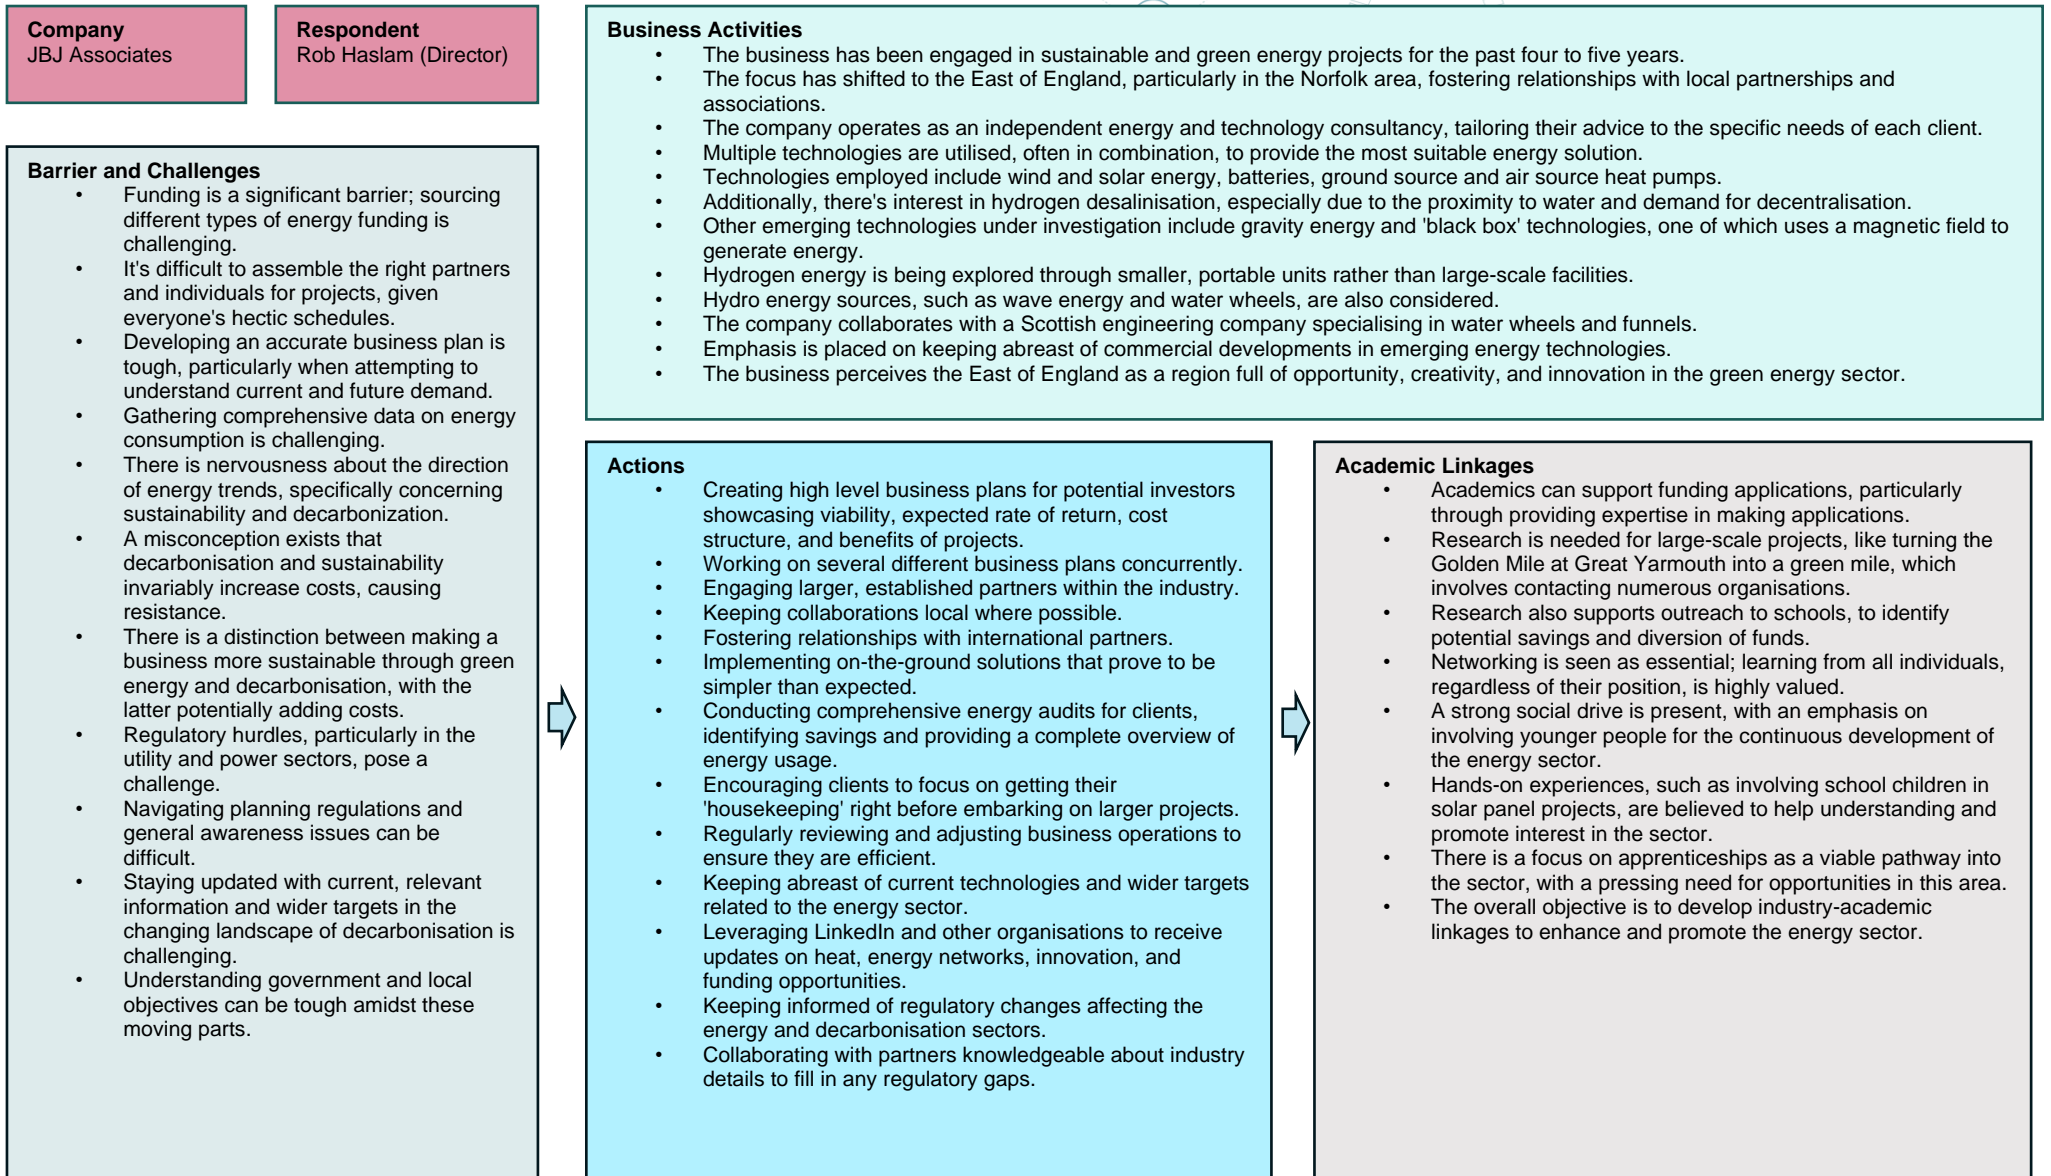 Company
JBJ Associates
Respondent
Rob Haslam (Director)
Business Activities
• The business has been engaged in sustainable and green energy projects for the past four to five years.
• The focus has shifted to the East of England, particularly in the Norfolk area, fostering relationships with local partnerships and
associations.
• The company operates as an independent energy and technology consultancy, tailoring their advice to the specific needs of each client.
• Multiple technologies are utilised, often in combination, to provide the most suitable energy solution.
• Technologies employed include wind and solar energy, batteries, ground source and air source heat pumps.
• Additionally, there's interest in hydrogen desalinisation, especially due to the proximity to water and demand for decentralisation.
• Other emerging technologies under investigation include gravity energy and 'black box' technologies, one of which uses a magnetic field to
generate energy.
• Hydrogen energy is being explored through smaller, portable units rather than large-scale facilities.
• Hydro energy sources, such as wave energy and water wheels, are also considered.
• The company collaborates with a Scottish engineering company specialising in water wheels and funnels.
• Emphasis is placed on keeping abreast of commercial developments in emerging energy technologies.
• The business perceives the East of England as a region full of opportunity, creativity, and innovation in the green energy sector.
Barrier and Challenges
• Funding is a significant barrier; sourcing
different types of energy funding is
challenging.
• It's difficult to assemble the right partners
and individuals for projects, given
everyone's hectic schedules.
• Developing an accurate business plan is
tough, particularly when attempting to
understand current and future demand.
• Gathering comprehensive data on energy
consumption is challenging.
• There is nervousness about the direction
of energy trends, specifically concerning
sustainability and decarbonization.
• A misconception exists that
decarbonisation and sustainability
invariably increase costs, causing
resistance.
• There is a distinction between making a
business more sustainable through green
energy and decarbonisation, with the
latter potentially adding costs.
• Regulatory hurdles, particularly in the
utility and power sectors, pose a
challenge.
• Navigating planning regulations and
general awareness issues can be
difficult.
• Staying updated with current, relevant
information and wider targets in the
changing landscape of decarbonisation is
challenging.
• Understanding government and local
objectives can be tough amidst these
moving parts.
Actions
• Creating high level business plans for potential investors
showcasing viability, expected rate of return, cost
structure, and benefits of projects.
• Working on several different business plans concurrently.
• Engaging larger, established partners within the industry.
• Keeping collaborations local where possible.
• Fostering relationships with international partners.
• Implementing on-the-ground solutions that prove to be
simpler than expected.
• Conducting comprehensive energy audits for clients,
identifying savings and providing a complete overview of
energy usage.
• Encouraging clients to focus on getting their
'housekeeping' right before embarking on larger projects.
• Regularly reviewing and adjusting business operations to
ensure they are efficient.
• Keeping abreast of current technologies and wider targets
related to the energy sector.
• Leveraging LinkedIn and other organisations to receive
updates on heat, energy networks, innovation, and
funding opportunities.
• Keeping informed of regulatory changes affecting the
energy and decarbonisation sectors.
• Collaborating with partners knowledgeable about industry
details to fill in any regulatory gaps.
Academic Linkages
• Academics can support funding applications, particularly
through providing expertise in making applications.
• Research is needed for large-scale projects, like turning the
Golden Mile at Great Yarmouth into a green mile, which
involves contacting numerous organisations.
• Research also supports outreach to schools, to identify
potential savings and diversion of funds.
• Networking is seen as essential; learning from all individuals,
regardless of their position, is highly valued.
• A strong social drive is present, with an emphasis on
involving younger people for the continuous development of
the energy sector.
• Hands-on experiences, such as involving school children in
solar panel projects, are believed to help understanding and
promote interest in the sector.
• There is a focus on apprenticeships as a viable pathway into
the sector, with a pressing need for opportunities in this area.
• The overall objective is to develop industry-academic
linkages to enhance and promote the energy sector.